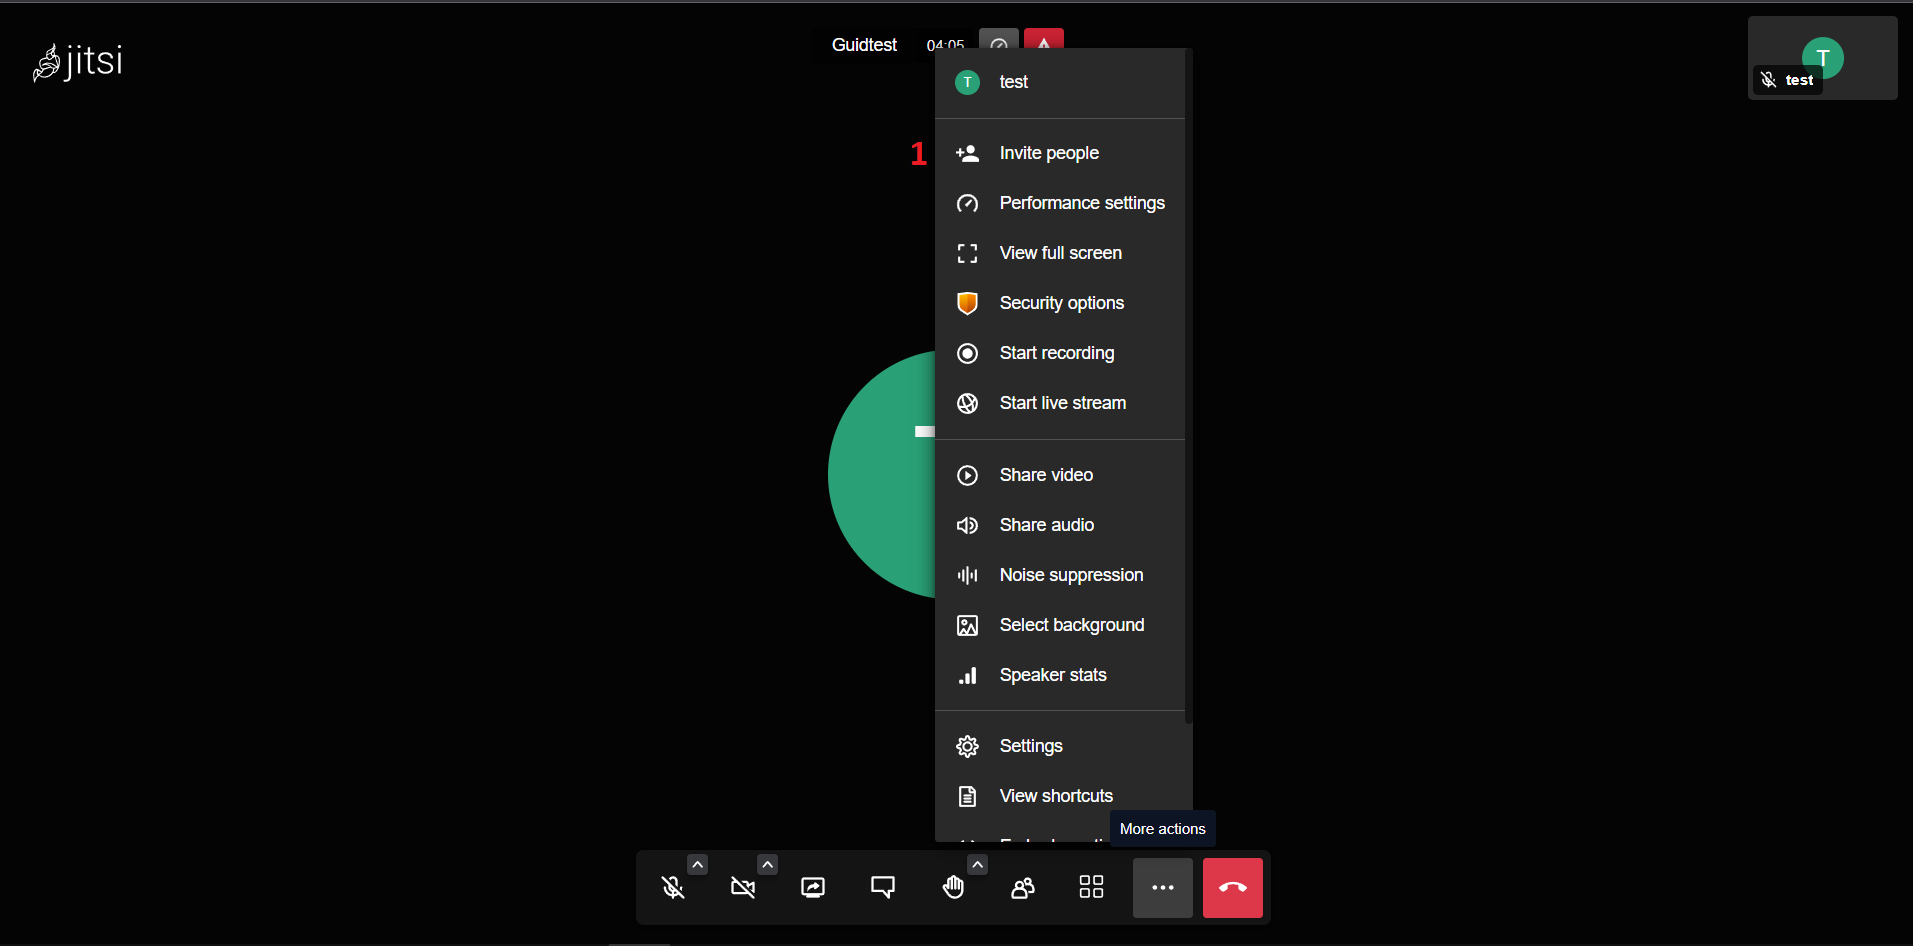 jitsi
Guidtest 04:05
T
test
T
test
1
Invite people
Performance settings
View full screen
Security options
Start recording
Start live stream
Share video
Share audio
Noise suppression
Select background
Speaker stats
Settings
View shortcuts
More actions